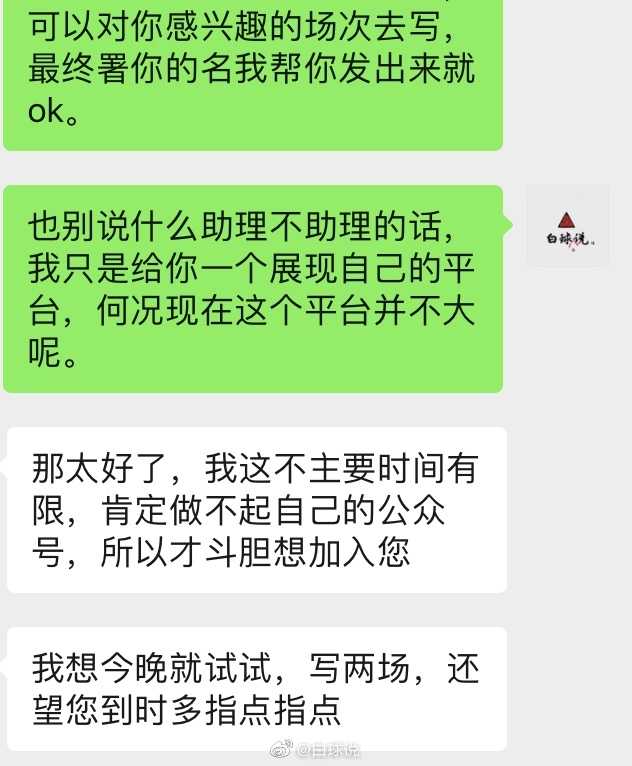 可以对你感兴趣的场次去写，
最终署你的名我帮你发出来就
ok。
也别说什么助理不助理的话，
我只是给你一个展现自己的平
台，何况现在这个平台并不大
呢。
白球说
那太好了，我这不主要时间有
限，肯定做不起自己的公众
号，所以才斗胆想加入您
我想今晚就试试，写两场，还
望您到时多指点指点
@白球说